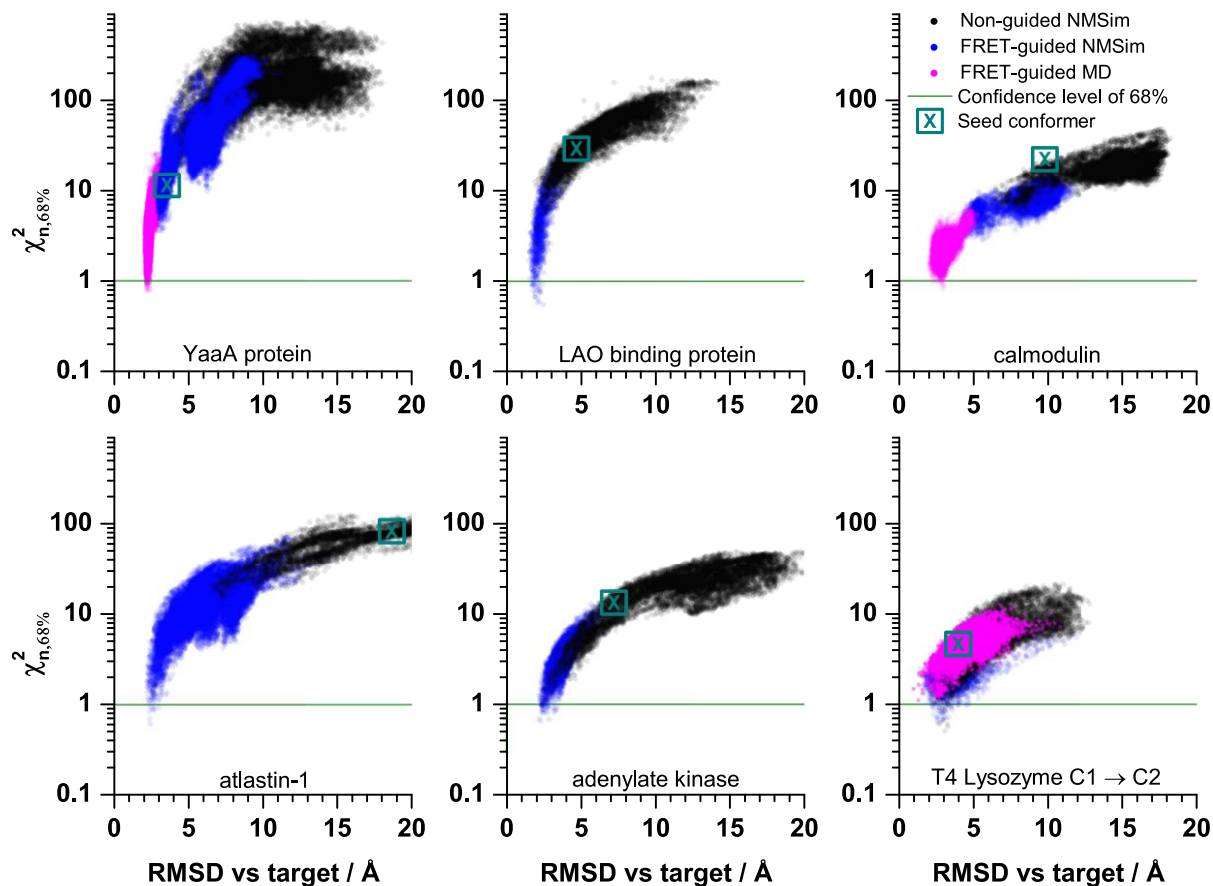 Non-guided NMSim
FRET-guided NMSim
FRET-guided MD
Confidence level of 68%
X Seed conformer
χ²n,68%
100
10
1
0.1
0 5 10 15 20
X
YaaA protein
100
10
1
0.1
0 5 10 15 20
X
LAO binding protein
100
10
1
0.1
0 5 10 15 20
X
calmodulin
χ²n,68%
100
10
1
0.1
0 5 10 15 20
X
atlastin-1
RMSD vs target / Å
100
10
1
0.1
0 5 10 15 20
X
adenylate kinase
RMSD vs target / Å
100
10
1
0.1
0 5 10 15 20
X
T4 Lysozyme C1 → C2
RMSD vs target / Å